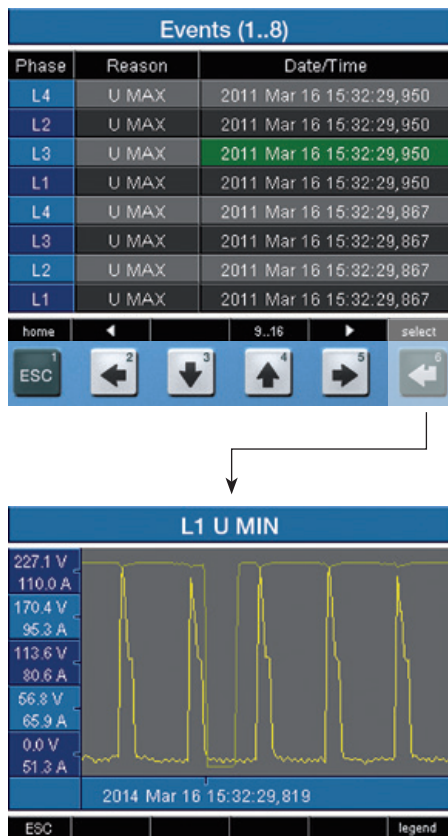 Events (1..8)
Phase Reason Date/Time
L4 U MAX 2011 Mar 16 15:32:29,950
L2 U MAX 2011 Mar 16 15:32:29,950
L3 U MAX 2011 Mar 16 15:32:29,950
L1 U MAX 2011 Mar 16 15:32:29,950
L4 U MAX 2011 Mar 16 15:32:29,867
L3 U MAX 2011 Mar 16 15:32:29,867
L2 U MAX 2011 Mar 16 15:32:29,867
L1 U MAX 2011 Mar 16 15:32:29,867
home 9..16 select
ESC 1 2 3 4 5 6
L1 U MIN
227.1 V
110.0 A
170.4 V
95.3 A
113.6 V
80.6 A
56.8 V
65.9 A
0.0 V
51.3 A
2014 Mar 16 15:32:29,819
ESC legend